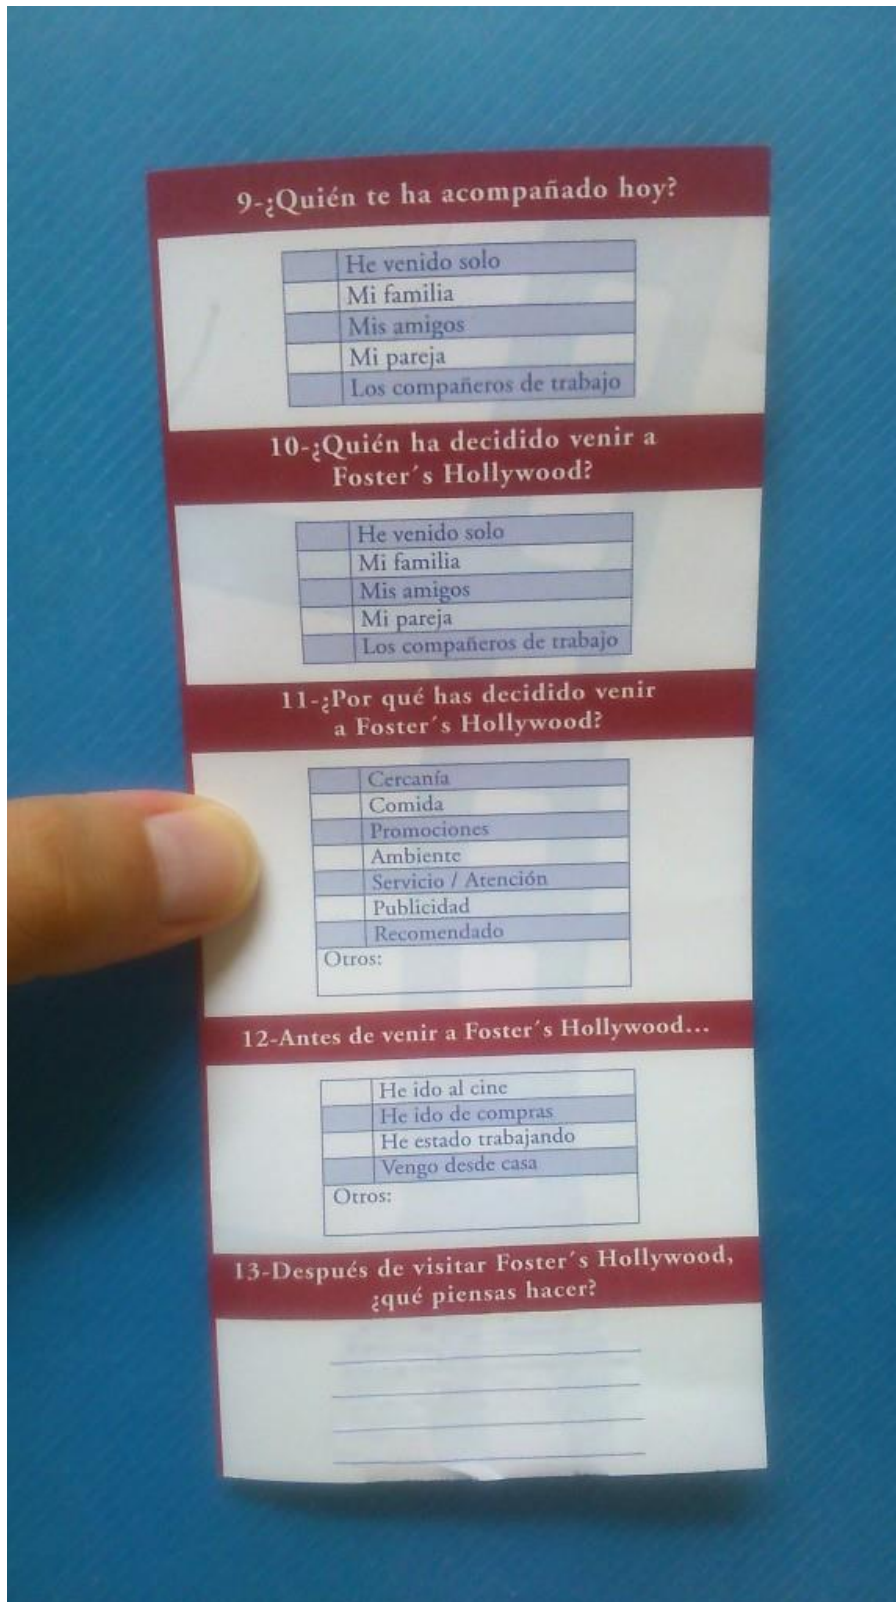 9-¿Quién te ha acompañado hoy?
He venido solo
Mi familia
Mis amigos
Mi pareja
Los compañeros de trabajo
10-¿Quién ha decidido venir a
Foster´s Hollywood?
He venido solo
Mi familia
Mis amigos
Mi pareja
Los compañeros de trabajo
11-¿Por qué has decidido venir
a Foster´s Hollywood?
Cercanía
Comida
Promociones
Ambiente
Servicio / Atención
Publicidad
Recomendado
Otros:
12-Antes de venir a Foster´s Hollywood...
He ido al cine
He ido de compras
He estado trabajando
Vengo desde casa
Otros:
13-Después de visitar Foster´s Hollywood,
¿qué piensas hacer?